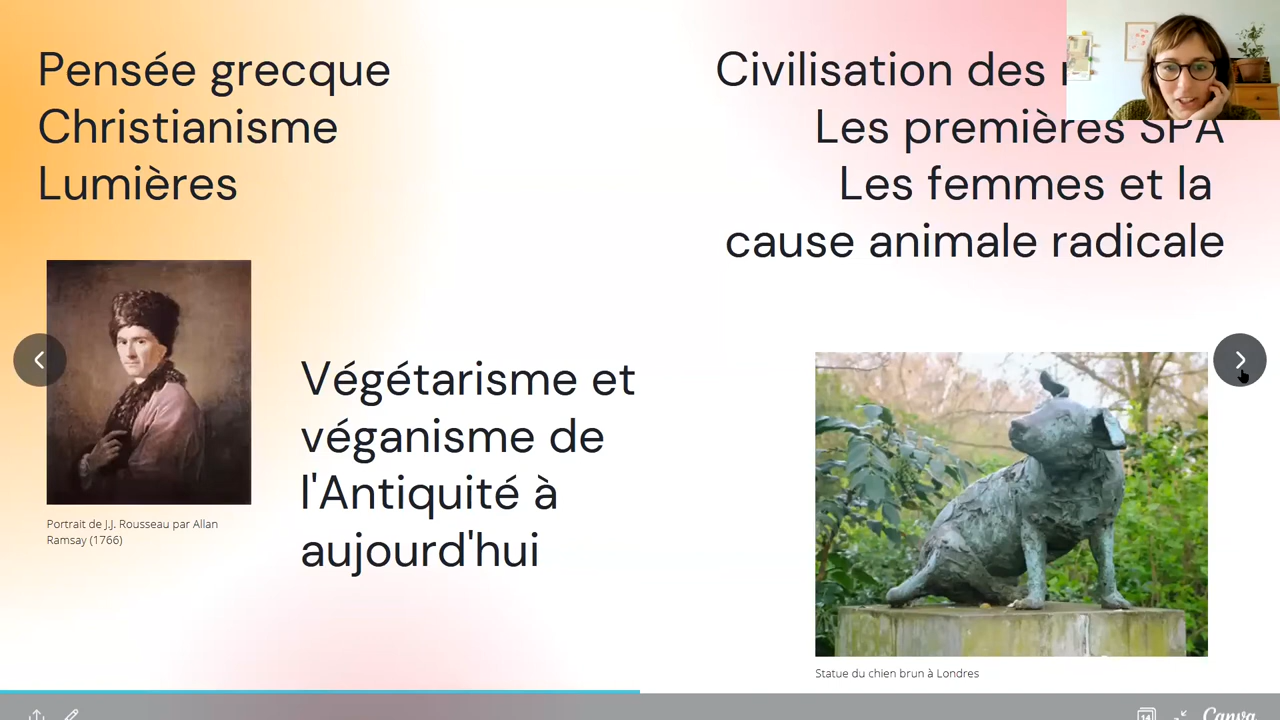 Pensée grecque
Christianisme
Lumières
Civilisation des
Les premières SPA
Les femmes et la
cause animale radicale
Portrait de J.J. Rousseau par Allan
Ramsay (1766)
Végétarisme et
véganisme de
l'Antiquité à
aujourd'hui
Statue du chien brun à Londres
Canva